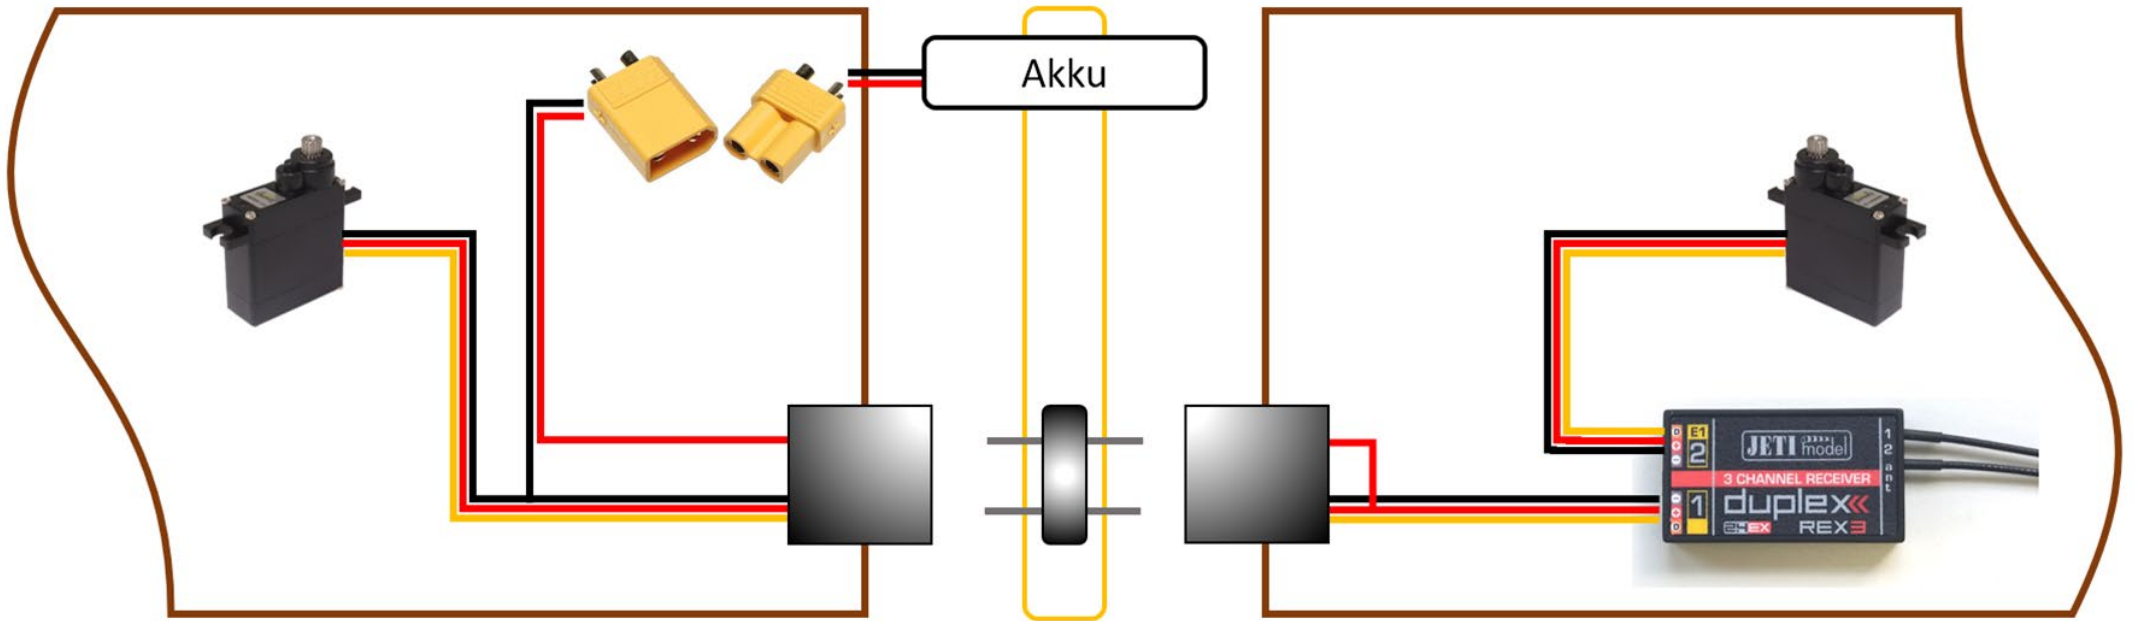 Akku
E1
2
JETI model
1
2
ant
3 CHANNEL RECEIVER
1
duplex
2.4EX REX3